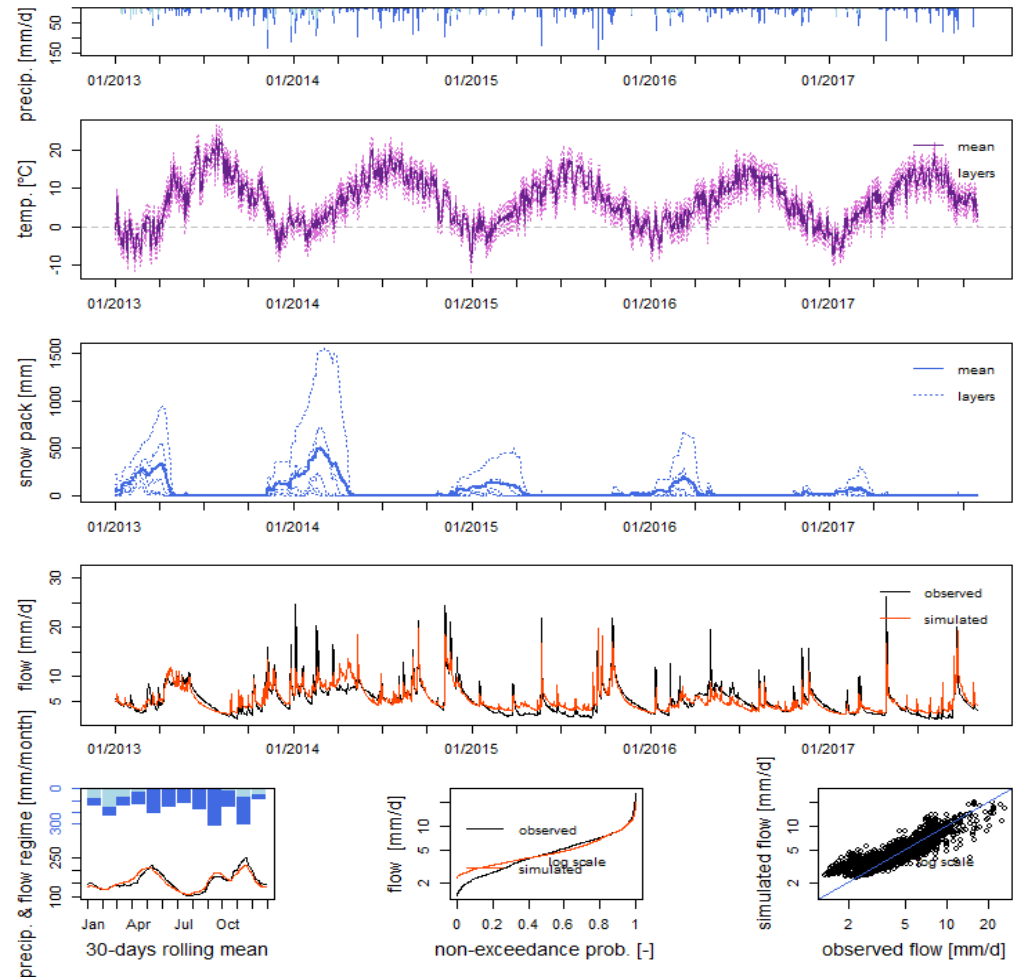 precip. [mm/d]
50
150
01/2013 01/2014 01/2015 01/2016 01/2017
temp. [°C]
20
10
0
-10
mean
layers
01/2013 01/2014 01/2015 01/2016 01/2017
snow pack [mm]
1500
1000
500
0
mean
layers
01/2013 01/2014 01/2015 01/2016 01/2017
flow [mm/d]
30
20
10
5
observed
simulated
01/2013 01/2014 01/2015 01/2016 01/2017
precip. & flow regime [mm/month]
0
300
250
100
Jan Apr Jul Oct
30-days rolling mean
flow [mm/d]
10
5
2
observed
log scale
simulated
0 0.2 0.4 0.6 0.8 1
non-exceedance prob. [-]
simulated flow [mm/d]
10
5
2
log scale
2 5 10 20
observed flow [mm/d]